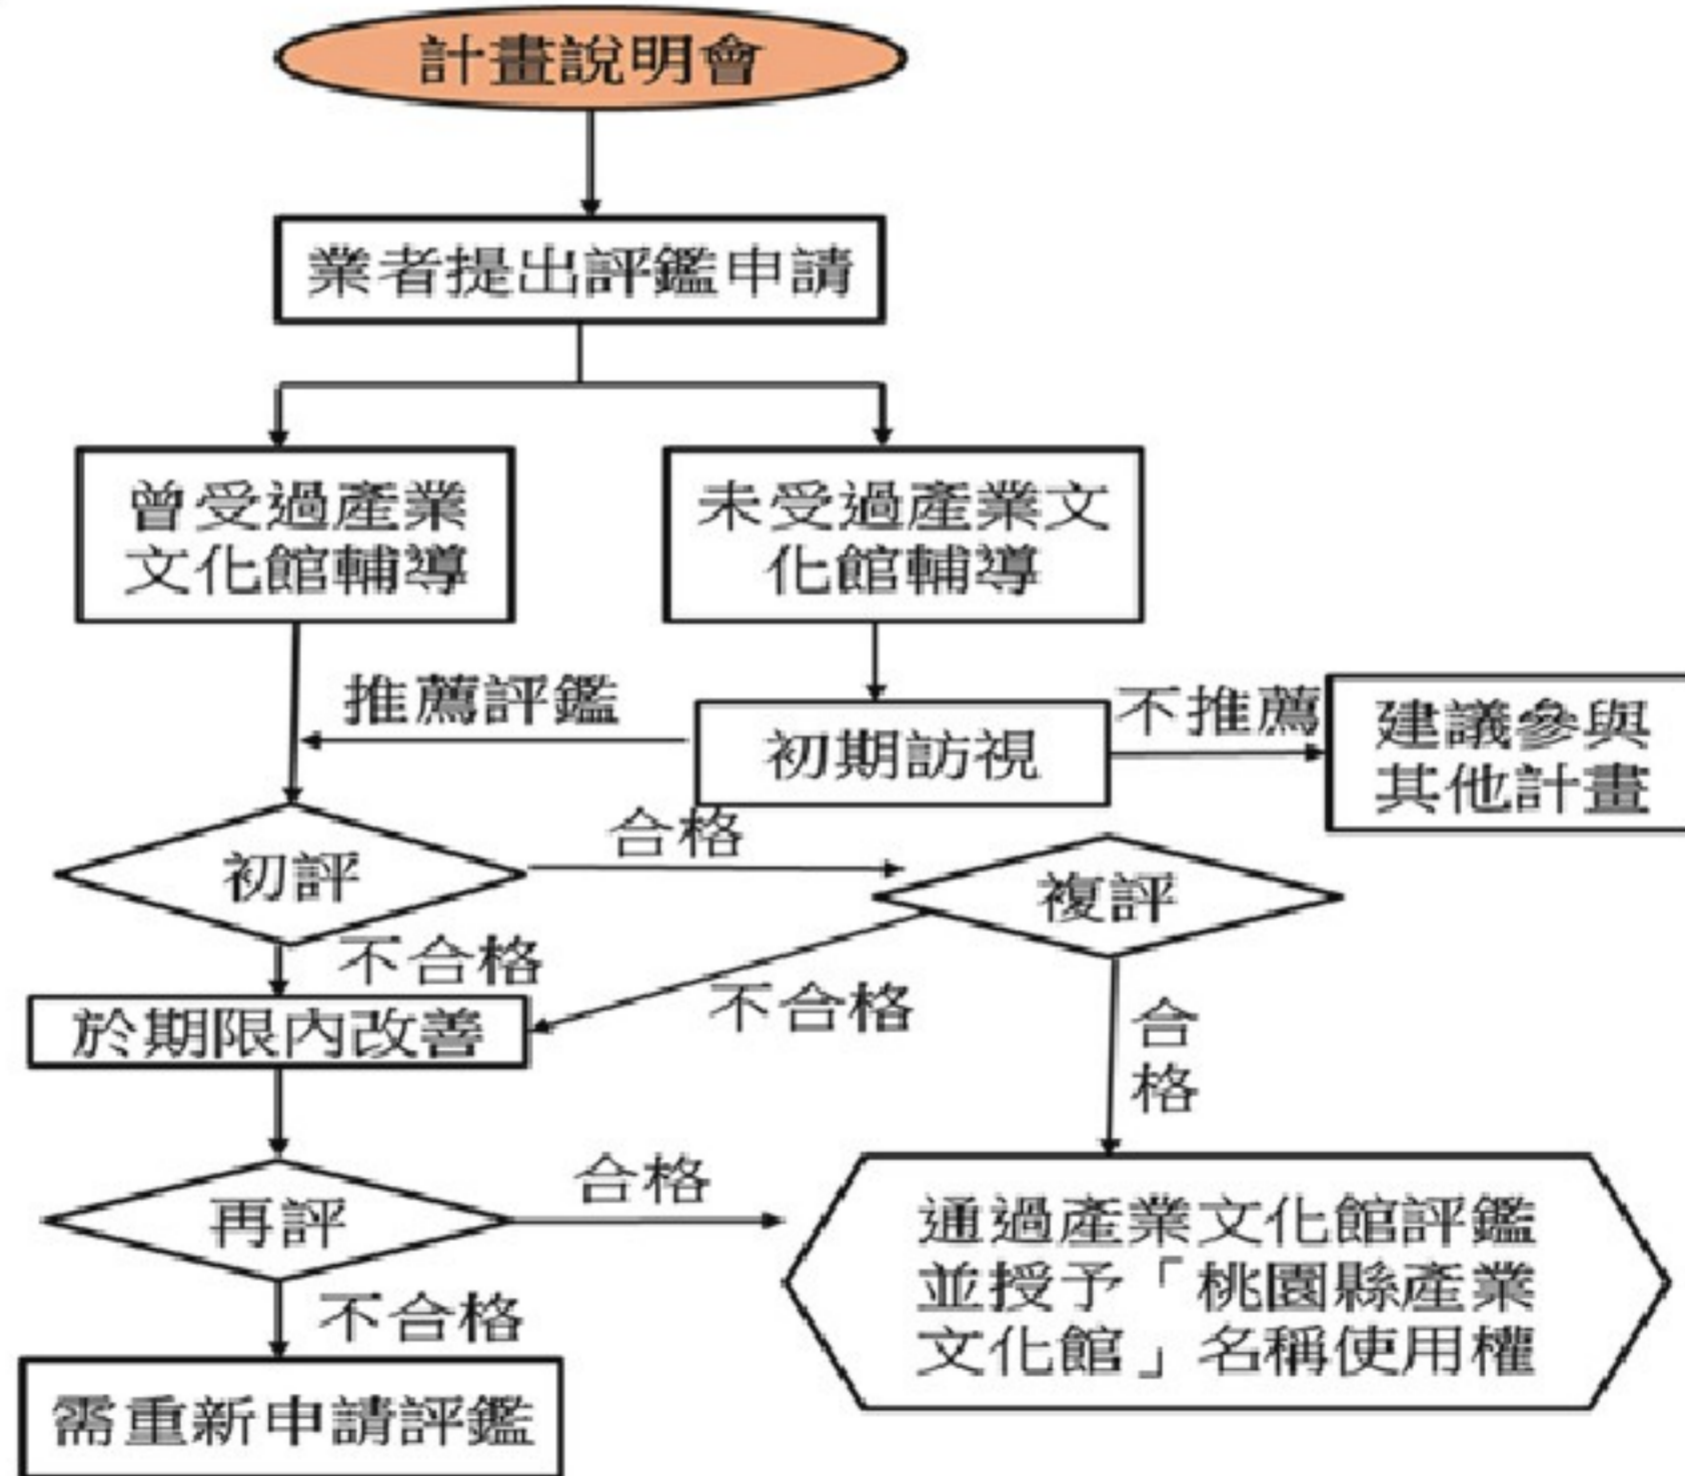 計畫說明會
業者提出評鑑申請
曾受過產業
文化館輔導
未受過產業文
化館輔導
推薦評鑑
初期訪視
不推薦
建議參與
其他計畫
初評
合格
複評
不合格
不合格
合
格
於期限內改善
再評
合格
通過產業文化館評鑑
並授予「桃園縣產業
文化館」名稱使用權
不合格
需重新申請評鑑